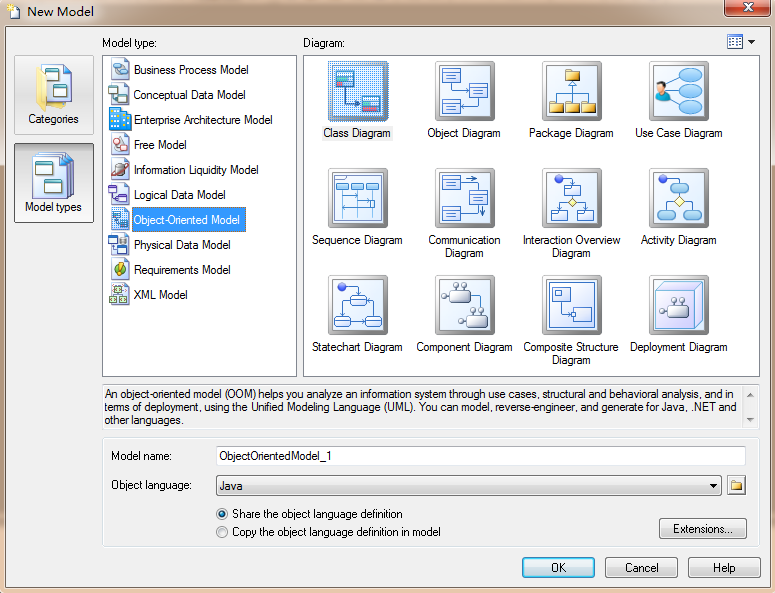 New Model
Model type:
Diagram:
Categories
Model types
Business Process Model
Conceptual Data Model
Enterprise Architecture Model
Free Model
Information Liquidity Model
Logical Data Model
Object-Oriented Model
Physical Data Model
Requirements Model
XML Model
Class Diagram
Object Diagram
Package Diagram
Use Case Diagram
Sequence Diagram
Communication
Diagram
Interaction Overview
Diagram
Activity Diagram
Statechart Diagram
Component Diagram
Composite Structure
Diagram
Deployment Diagram
An object-oriented model (OOM) helps you analyze an information system through use cases, structural and behavioral analysis, and in
terms of deployment, using the Unified Modeling Language (UML). You can model, reverse-engineer, and generate for Java, .NET and
other languages.
Model name:
ObjectOrientedModel_1
Object language:
Java
Share the object language definition
Copy the object language definition in model
Extensions...
OK
Cancel
Help